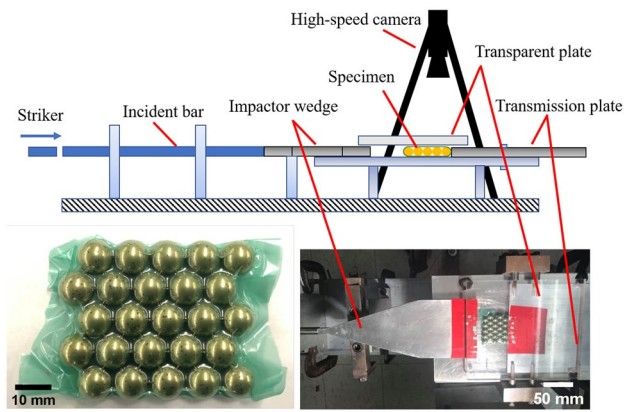 High-speed camera
Transparent plate
Specimen
Impactor wedge
Transmission plate
Striker
Incident bar
10 mm
50 mm